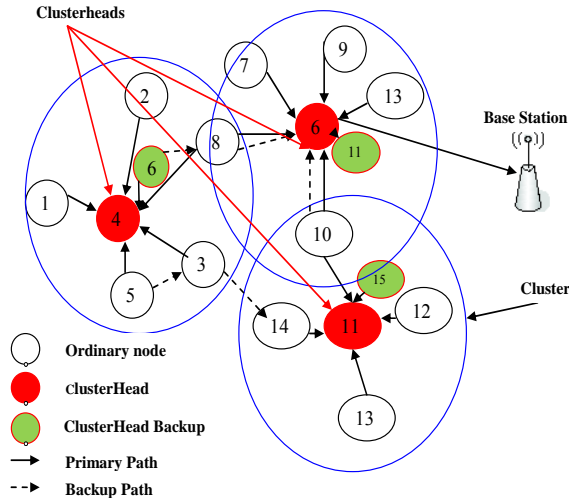 Clusterheads
9
7
2
13
Base Station
6
8
11
6
1
4
10
3
15
5
Cluster
12
14
11
Ordinary node
ClusterHead
13
ClusterHead Backup
Primary Path
Backup Path